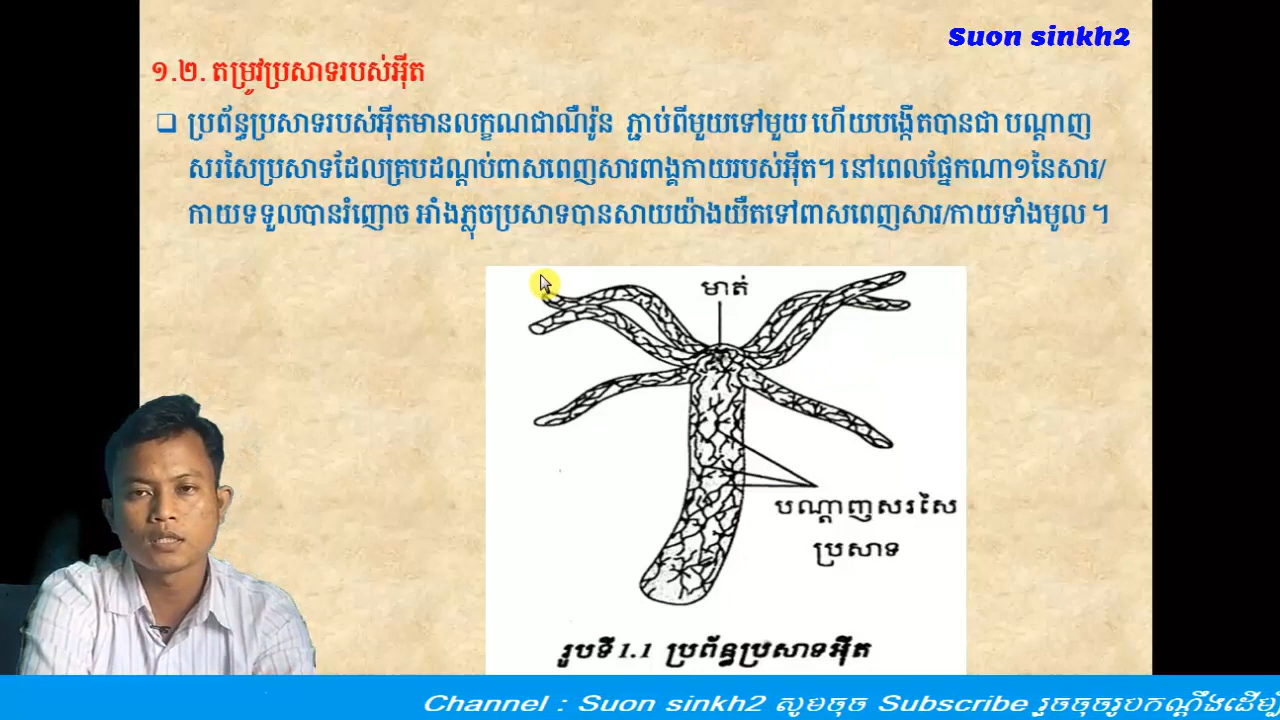 Suon sinkh2
១.២. តម្រូវប្រសាទរបស់អ៊ីត
❑ ប្រព័ន្ធប្រសាទរបស់អ៊ីតមានលក្ខណជាណឺរ៉ូន ភ្ជាប់ពីមួយទៅមួយ ហើយបង្កើតបានជា បណ្តាញ
សរសៃប្រសាទដែលគ្របដណ្តប់ពាសពេញសារពាង្គកាយរបស់អ៊ីត។ នៅពេលផ្នែកណា១នៃសារ/
កាយទទួលបានរំញោច អាំងភ្លុចប្រសាទបានសាយយ៉ាងយឺតទៅពាសពេញសារ/កាយទាំងមូល ។
មាត់
បណ្តាញសរសៃ
ប្រសាទ
រូបទី 1.1 ប្រព័ន្ធប្រសាទអ៊ីត
Channel : Suon sinkh2 សូមចុច Subscribe រួចចុចរូបកណ្តឹងដើម្បី